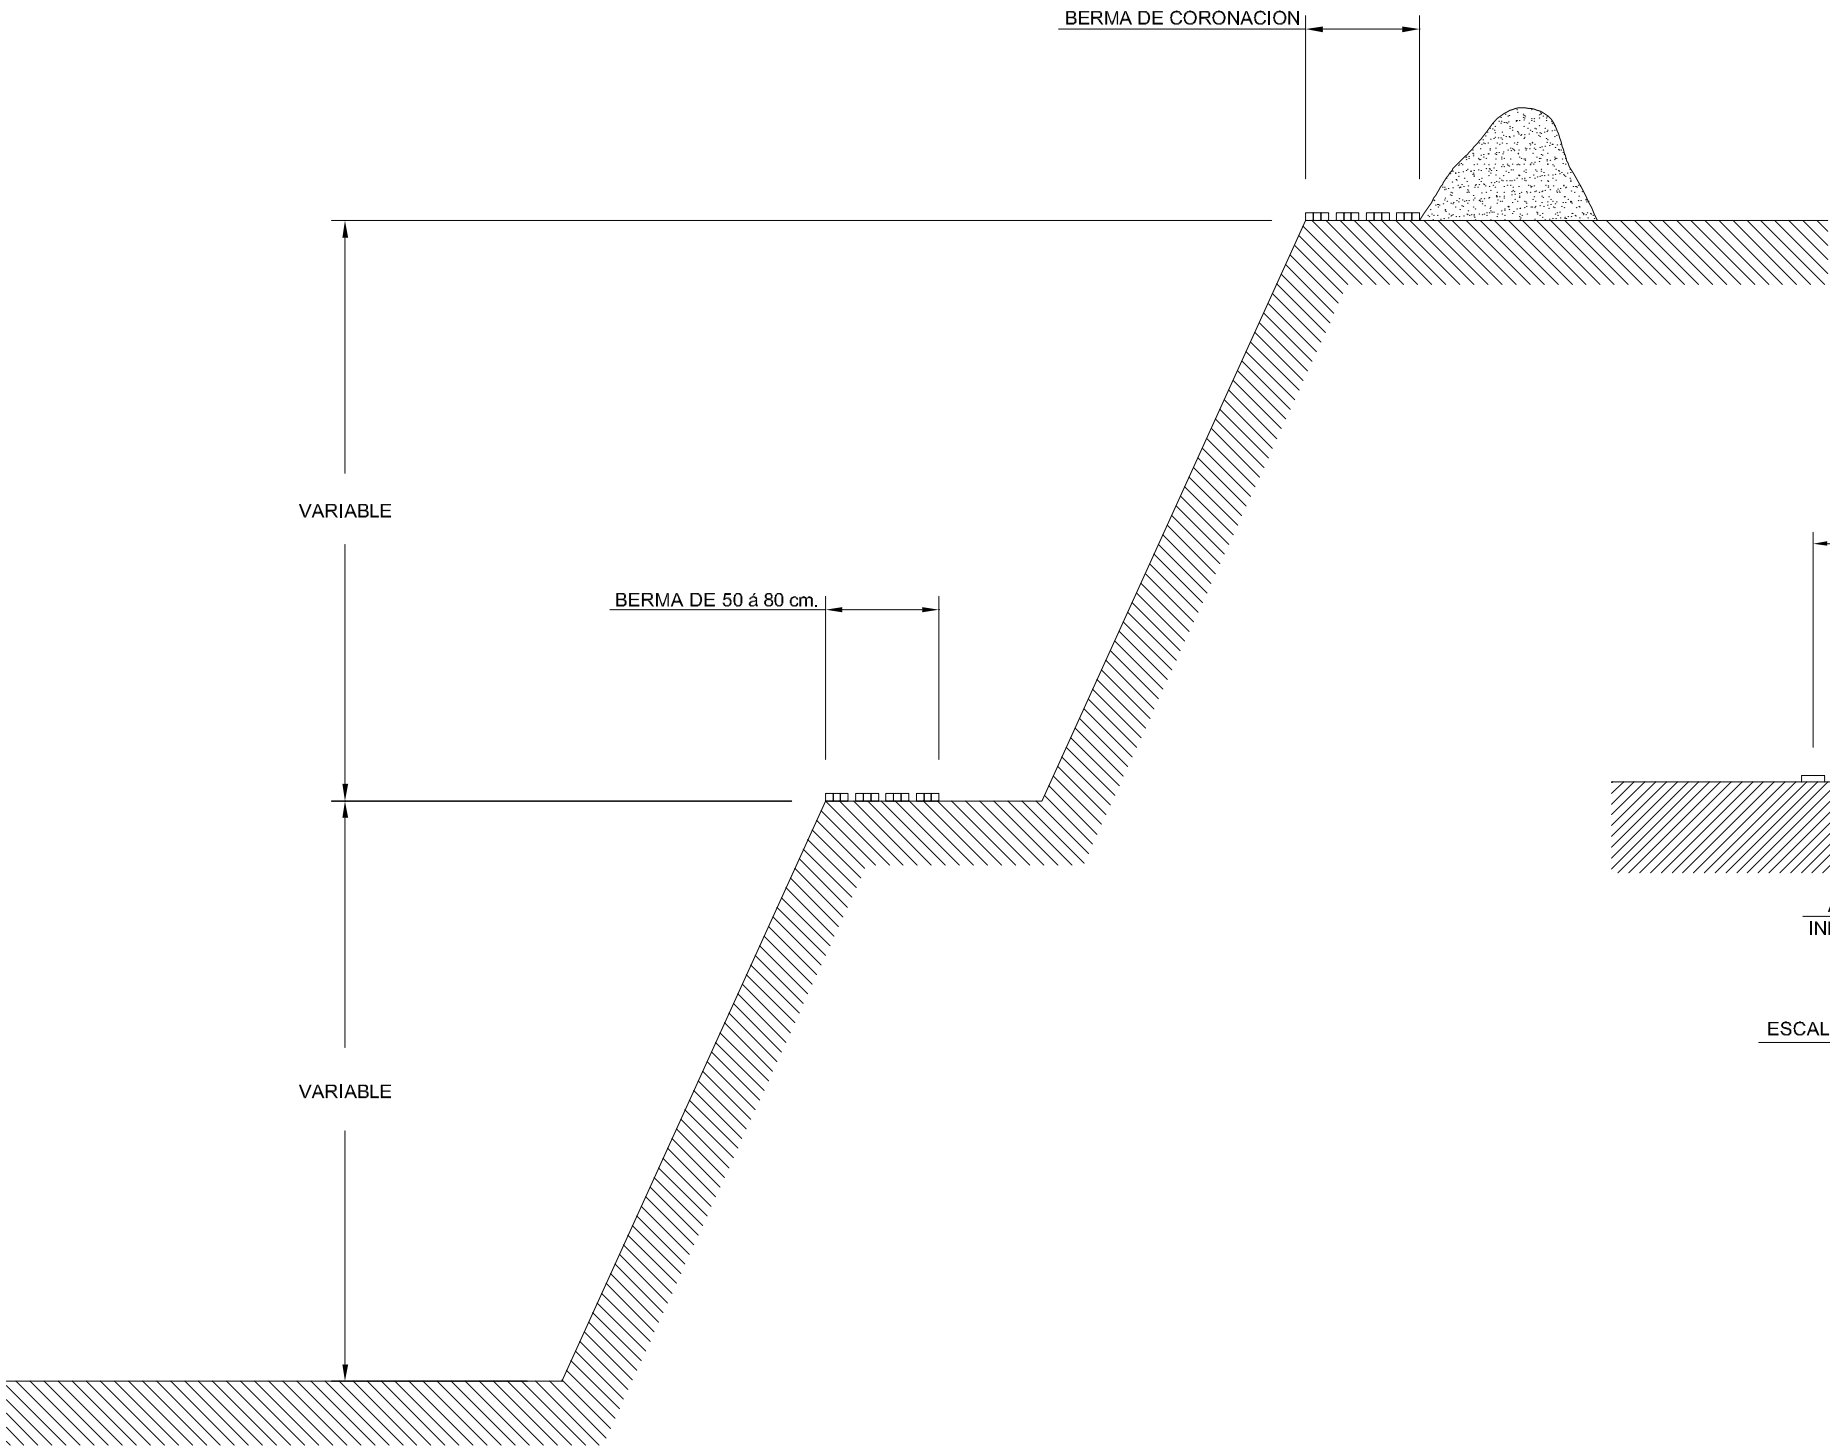 BERMA DE CORONACION
VARIABLE
BERMA DE 50 á 80 cm.
VARIABLE